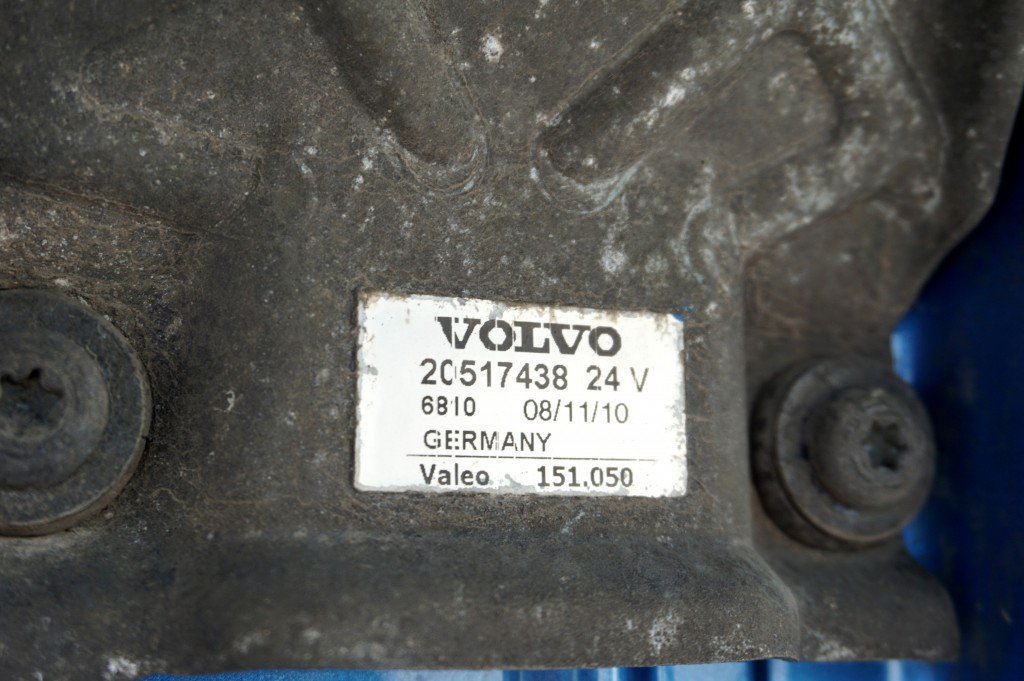 VOLVO
20517438 24 V
6810 08/11/10
GERMANY
Valeo 151.050